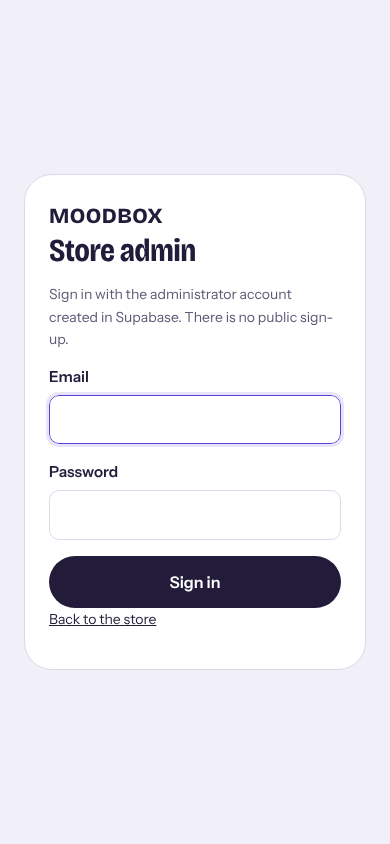 MOODBOX
Store admin
Sign in with the administrator account
created in Supabase. There is no public sign-
up.
Email
Password
Sign in
Back to the store